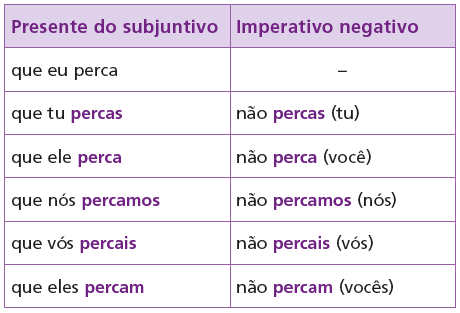 Presente do subjuntivo Imperativo negativo
que eu perca –
que tu percas não percas (tu)
que ele perca não perca (você)
que nós percamos não percamos (nós)
que vós percais não percais (vós)
que eles percam não percam (vocês)